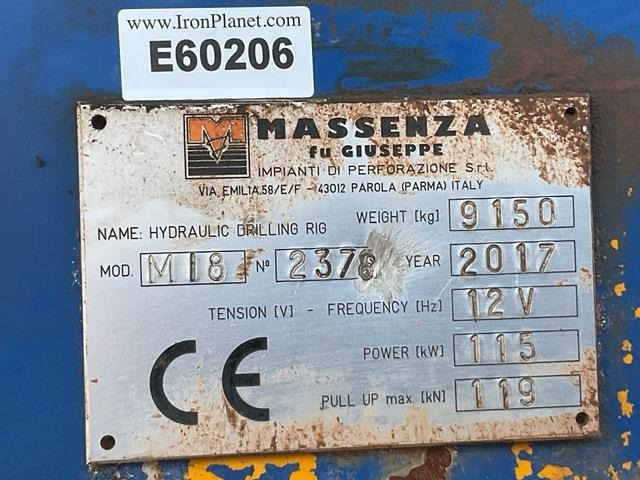 www.IronPlanet.com
E60206
M MASSENZA
fu GIUSEPPE
IMPIANTI DI PERFORAZIONE S.r.l.
VIA EMILIA,58/E/F - 43012 PAROLA (PARMA) ITALY
WEIGHT [kg] 9150
NAME: HYDRAULIC DRILLING RIG
MOD. MI8 N° 2378 YEAR 2017
TENSION [V] - FREQUENCY [Hz] 12 V
CE POWER [kW] 115
PULL UP max. [kN] 119